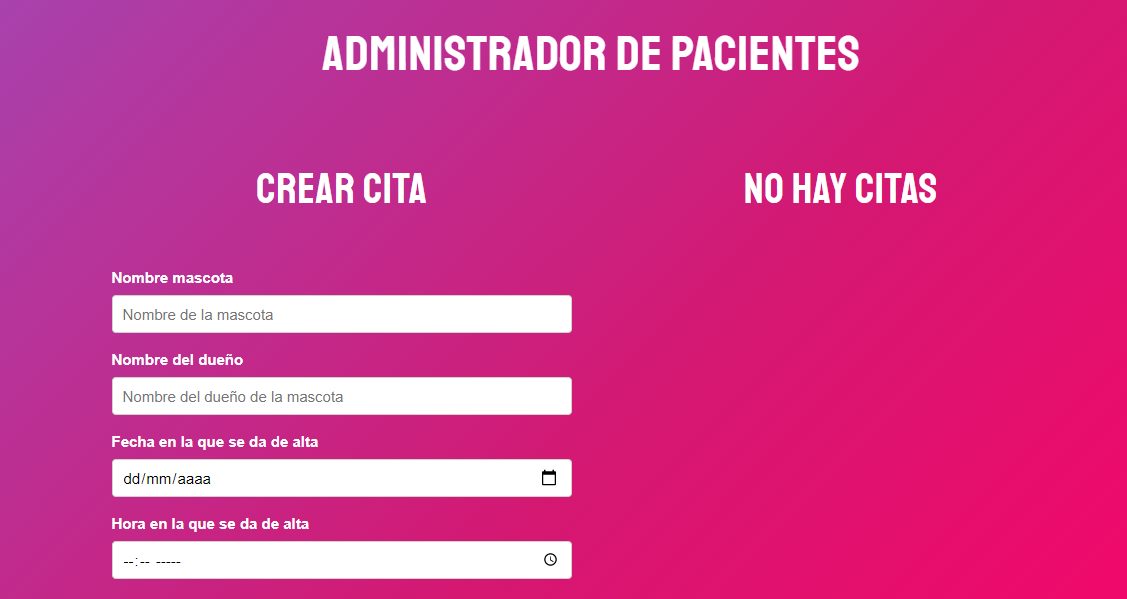 ADMINISTRADOR DE PACIENTES
CREAR CITA
NO HAY CITAS
Nombre mascota
Nombre de la mascota
Nombre del dueño
Nombre del dueño de la mascota
Fecha en la que se da de alta
dd/mm/aaaa
Hora en la que se da de alta
--:-- -----